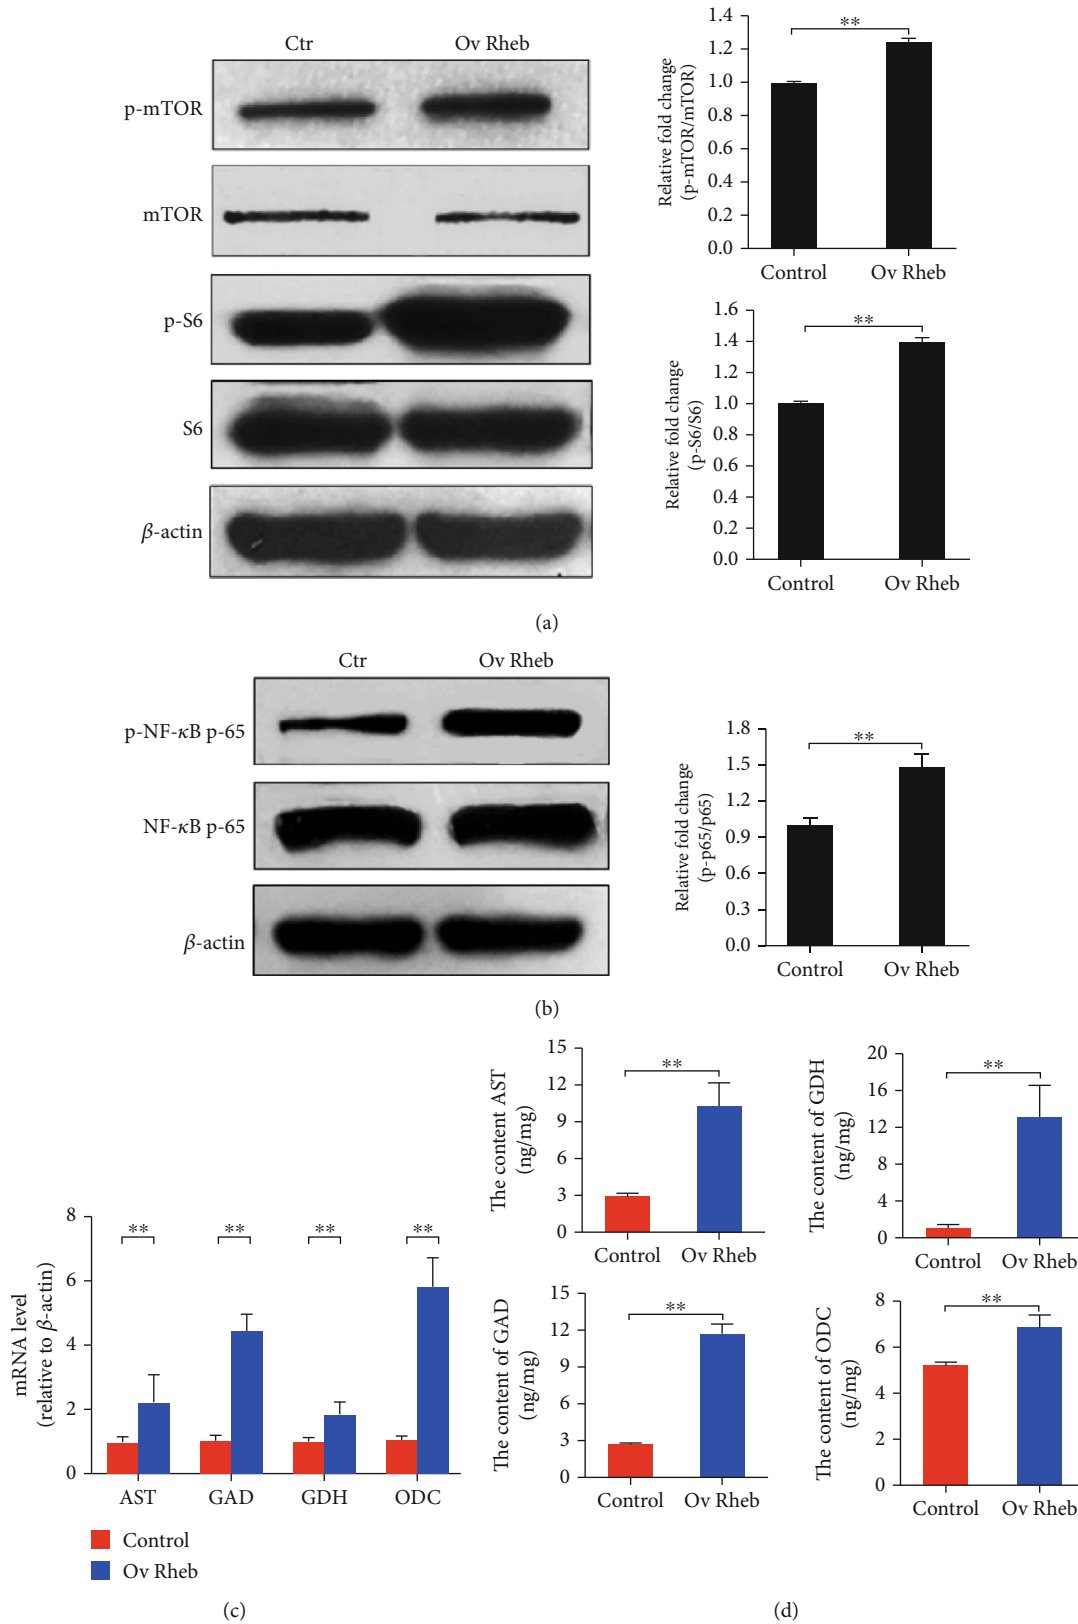 Ctr Ov Rheb
p-mTOR
mTOR
p-S6
S6
β-actin
Relative fold change
(p-mTOR/mTOR)
1.4
1.2
1.0
0.8
0.6
0.4
0.2
0.0
**
Control Ov Rheb
Relative fold change
(p-S6/S6)
1.6
1.4
1.2
1.0
0.8
0.6
0.4
0.2
0.0
**
Control Ov Rheb
(a)
Ctr Ov Rheb
p-NF-κB p-65
NF-κB p-65
β-actin
Relative fold change
(p-p65/p65)
1.8
1.5
1.2
0.9
0.6
0.3
0.0
**
Control Ov Rheb
(b)
mRNA level
(relative to β-actin)
8
6
4
2
0
** ** ** **
AST GAD GDH ODC
Control
Ov Rheb
(c)
The content AST
(ng/mg)
15
12
9
6
3
0
**
Control Ov Rheb
The content of GDH
(ng/mg)
20
16
12
8
4
0
**
Control Ov Rheb
The content of GAD
(ng/mg)
15
12
9
6
3
0
**
Control Ov Rheb
The content of ODC
(ng/mg)
8
6
4
2
0
**
Control Ov Rheb
(d)